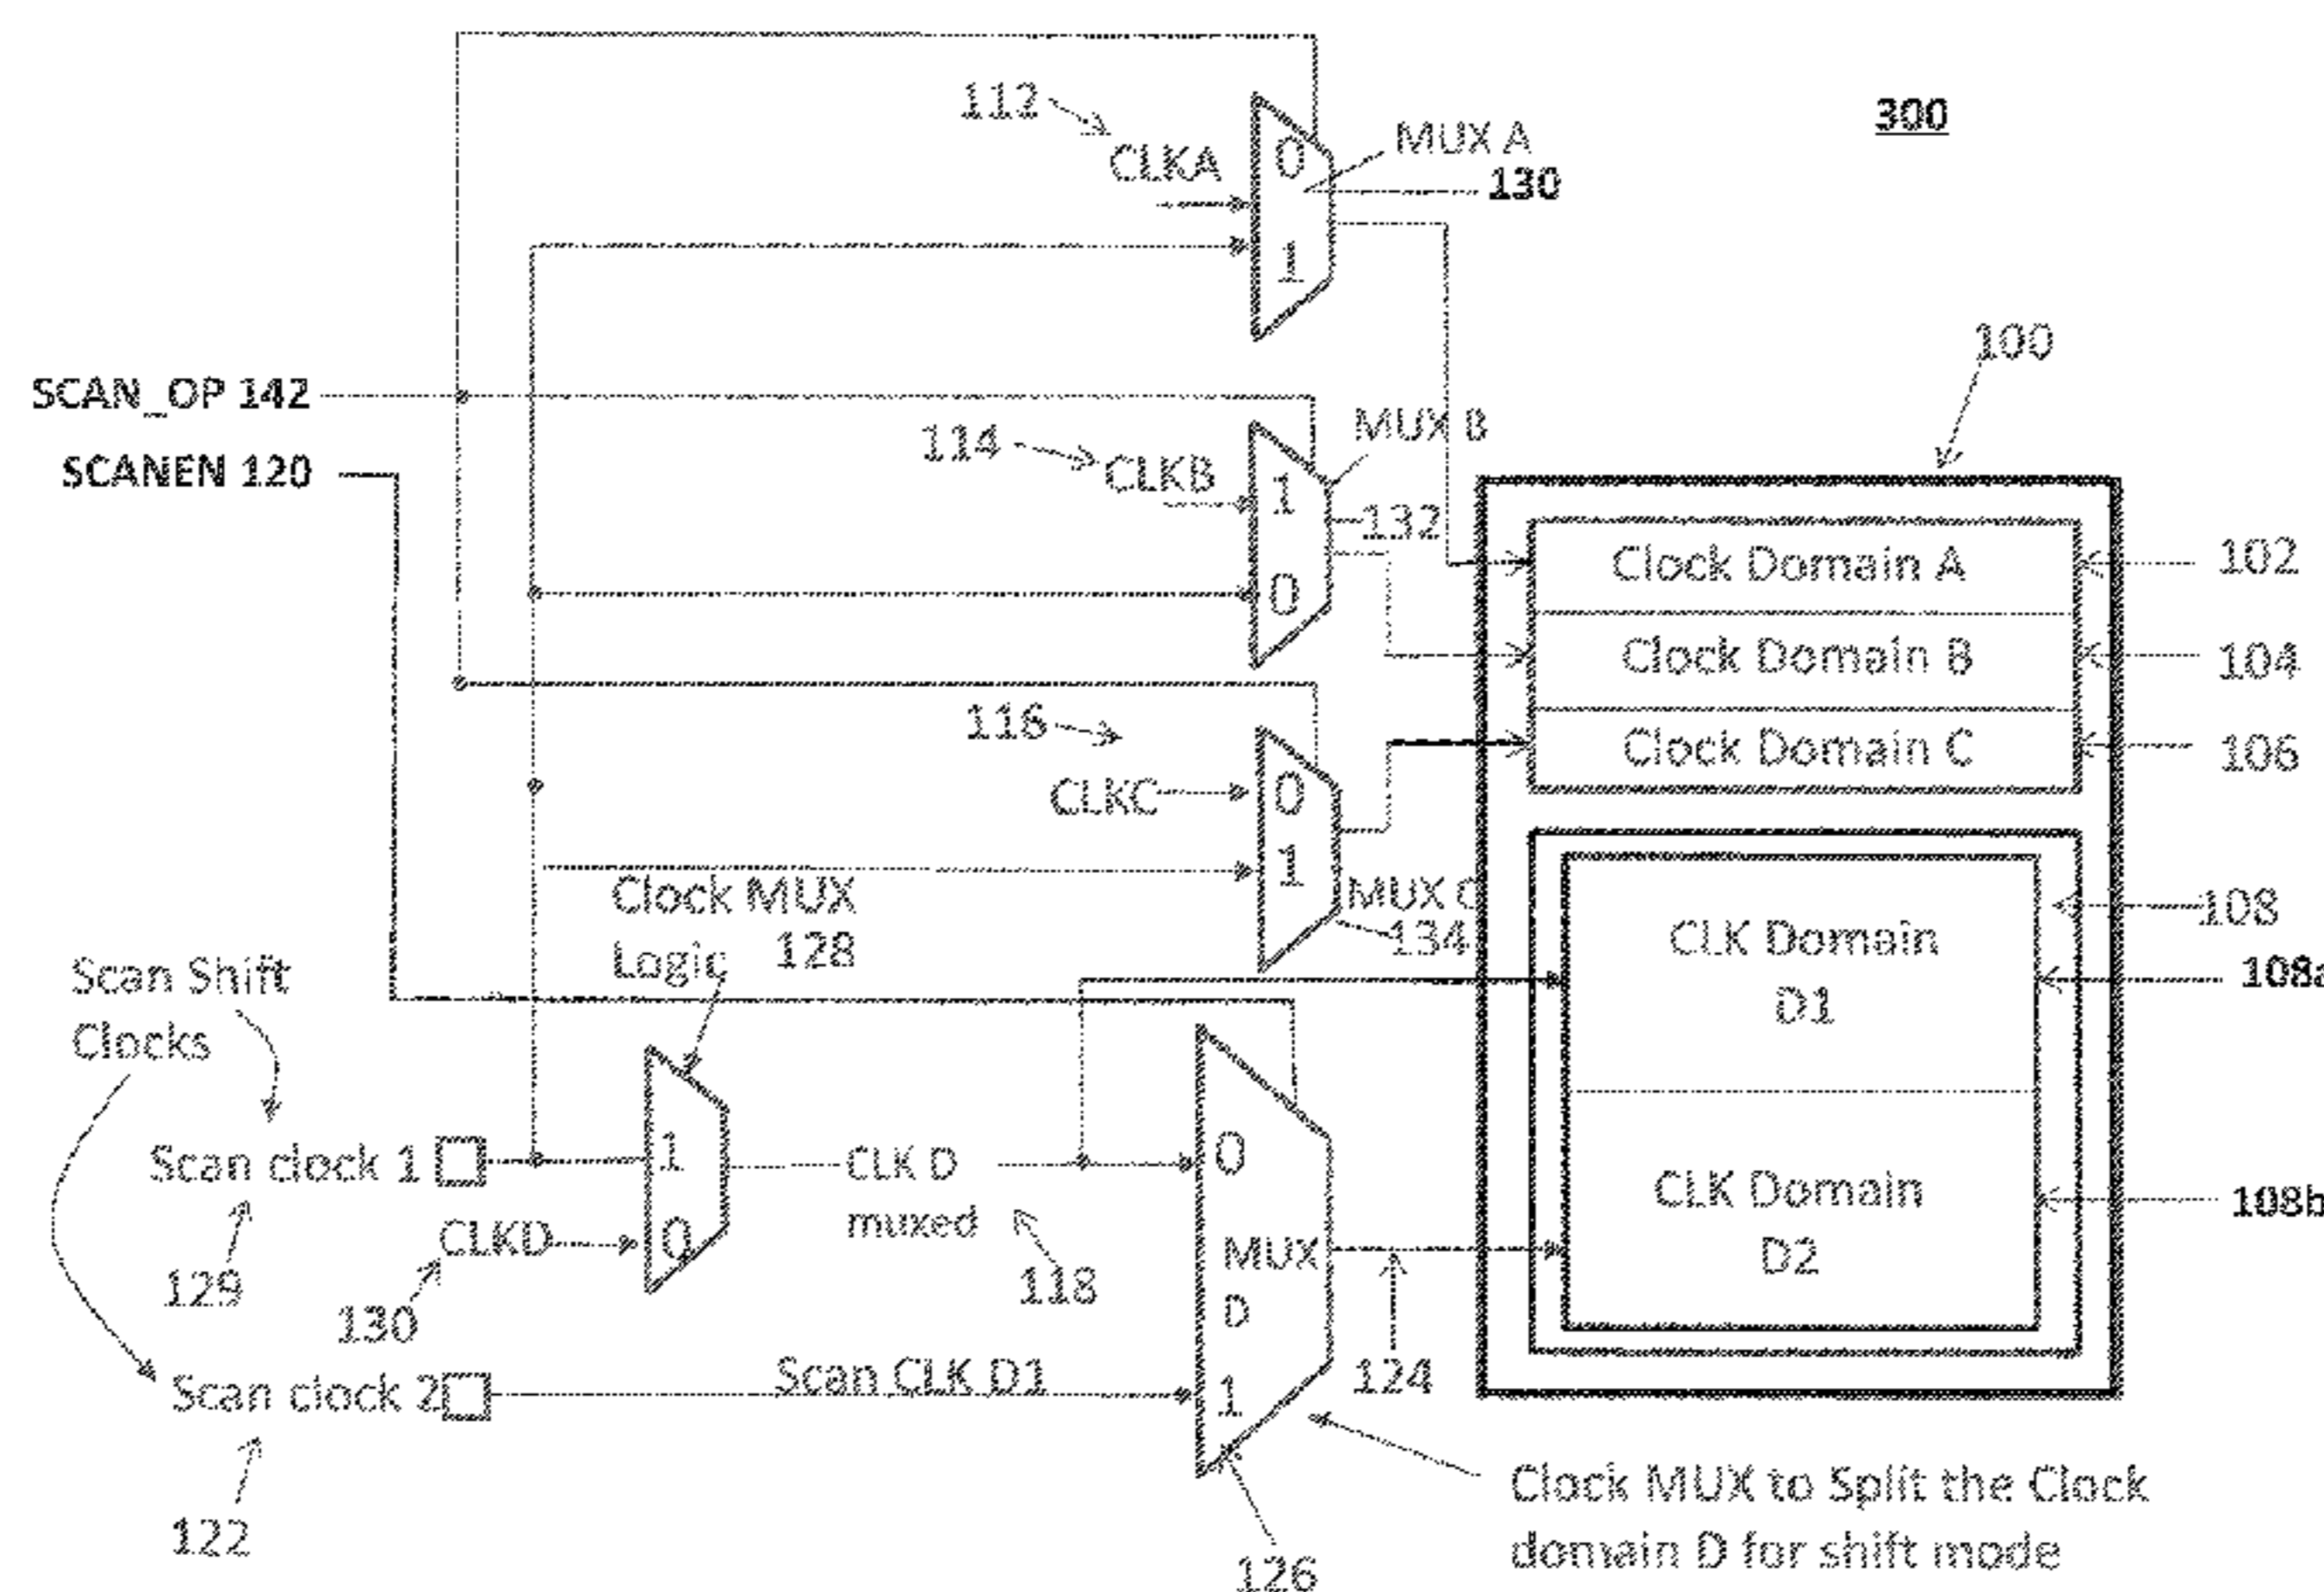 300
112
CLKA
0
1
MUX A
130
SCAN_OP 142
SCANEN 120
114
CLKB
1
0
MUX B
132
100
Clock Domain A
102
Clock Domain B
104
Clock Domain C
106
116
CLKC
0
1
MUX C
134
Clock MUX
Logic 128
CLK Domain
D1
108
108a
CLK Domain
D2
108b
Scan Shift
Clocks
Scan clock 1
129
1
0
CLKD
130
CLK D
muxed
118
0
MUX
D
1
124
Scan clock 2
122
Scan CLK D1
126
Clock MUX to Split the Clock
domain D for shift mode